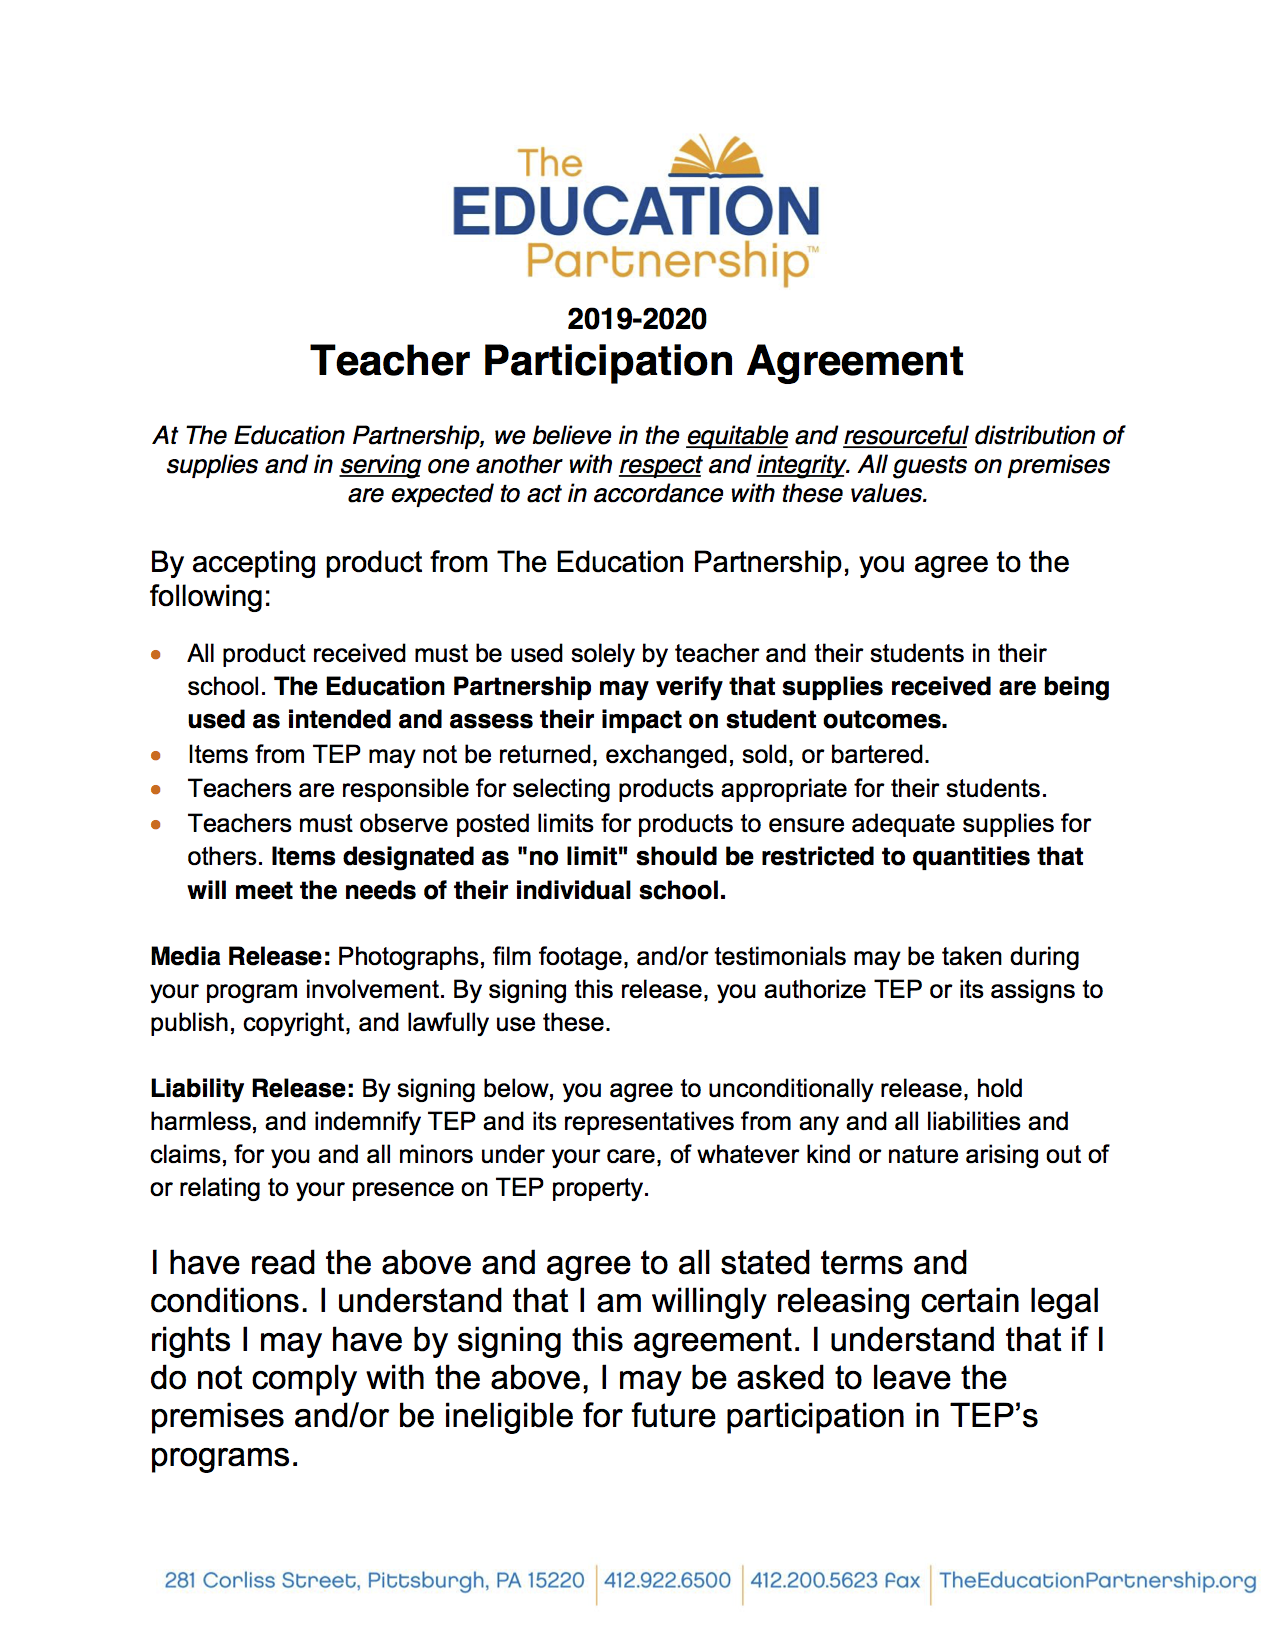 The
EDUCATION
Partnership™
2019-2020
Teacher Participation Agreement
At The Education Partnership, we believe in the equitable and resourceful distribution of
supplies and in serving one another with respect and integrity. All guests on premises
are expected to act in accordance with these values.
By accepting product from The Education Partnership, you agree to the
following:
• All product received must be used solely by teacher and their students in their
school. The Education Partnership may verify that supplies received are being
used as intended and assess their impact on student outcomes.
• Items from TEP may not be returned, exchanged, sold, or bartered.
• Teachers are responsible for selecting products appropriate for their students.
• Teachers must observe posted limits for products to ensure adequate supplies for
others. Items designated as "no limit" should be restricted to quantities that
will meet the needs of their individual school.
Media Release: Photographs, film footage, and/or testimonials may be taken during
your program involvement. By signing this release, you authorize TEP or its assigns to
publish, copyright, and lawfully use these.
Liability Release: By signing below, you agree to unconditionally release, hold
harmless, and indemnify TEP and its representatives from any and all liabilities and
claims, for you and all minors under your care, of whatever kind or nature arising out of
or relating to your presence on TEP property.
I have read the above and agree to all stated terms and
conditions. I understand that I am willingly releasing certain legal
rights I may have by signing this agreement. I understand that if I
do not comply with the above, I may be asked to leave the
premises and/or be ineligible for future participation in TEP’s
programs.
281 Corliss Street, Pittsburgh, PA 15220 | 412.922.6500 | 412.200.5623 Fax | TheEducationPartnership.org